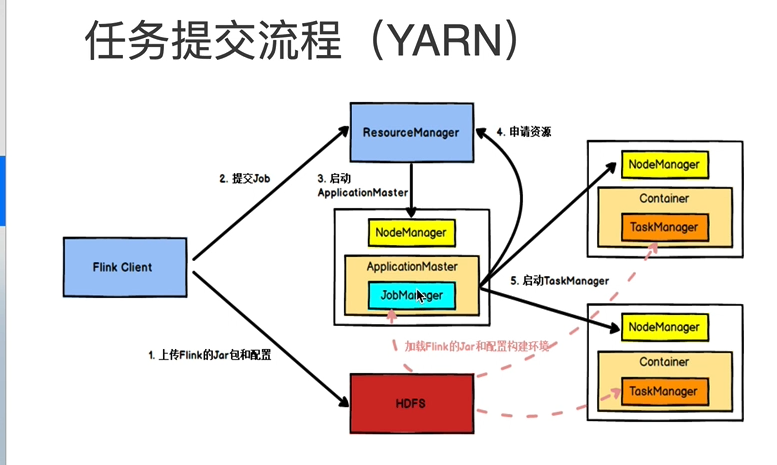 任务提交流程（YARN）
ResourceManager
4. 申请资源
2. 提交Job
3. 启动
ApplicationMaster
NodeManager
Container
TaskManager
NodeManager
Flink Client
ApplicationMaster
JobManager
5. 启动TaskManager
NodeManager
1. 上传Flink的Jar包和配置
加载Flink的Jar和配置构建环境
Container
TaskManager
HDFS